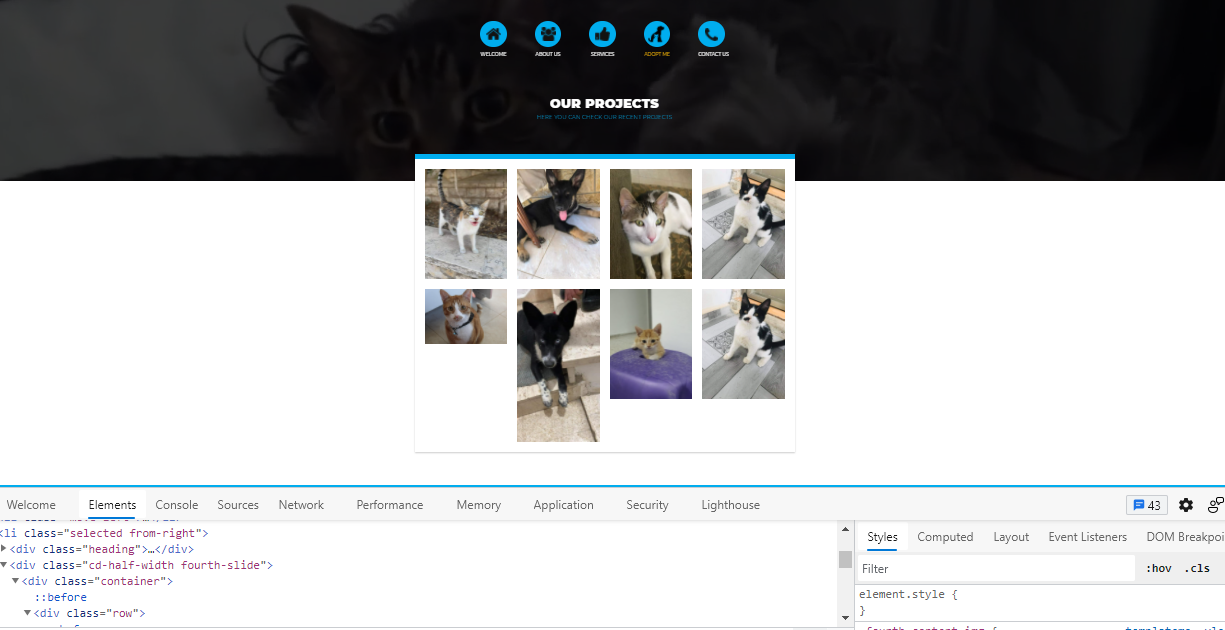 WELCOME ABOUT US SERVICES ADOPT ME CONTACT US
OUR PROJECTS
HERE YOU CAN CHECK OUR RECENT PROJECTS
Welcome Elements Console Sources Network Performance Memory Application Security Lighthouse 43
<li class="selected from-right">
<div class="heading">…</div>
<div class="cd-half-width fourth-slide">
<div class="container">
::before
<div class="row">
Styles Computed Layout Event Listeners DOM Breakpoi
Filter :hov .cls
element.style {
}